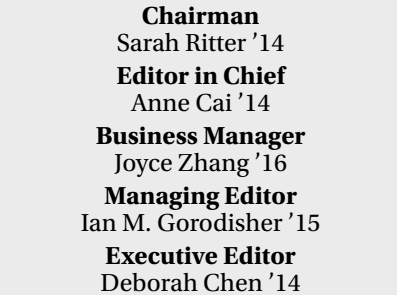 Chairman
Sarah Ritter ’14
Editor in Chief
Anne Cai ’14
Business Manager
Joyce Zhang ’16
Managing Editor
Ian M. Gorodisher ’15
Executive Editor
Deborah Chen ’14